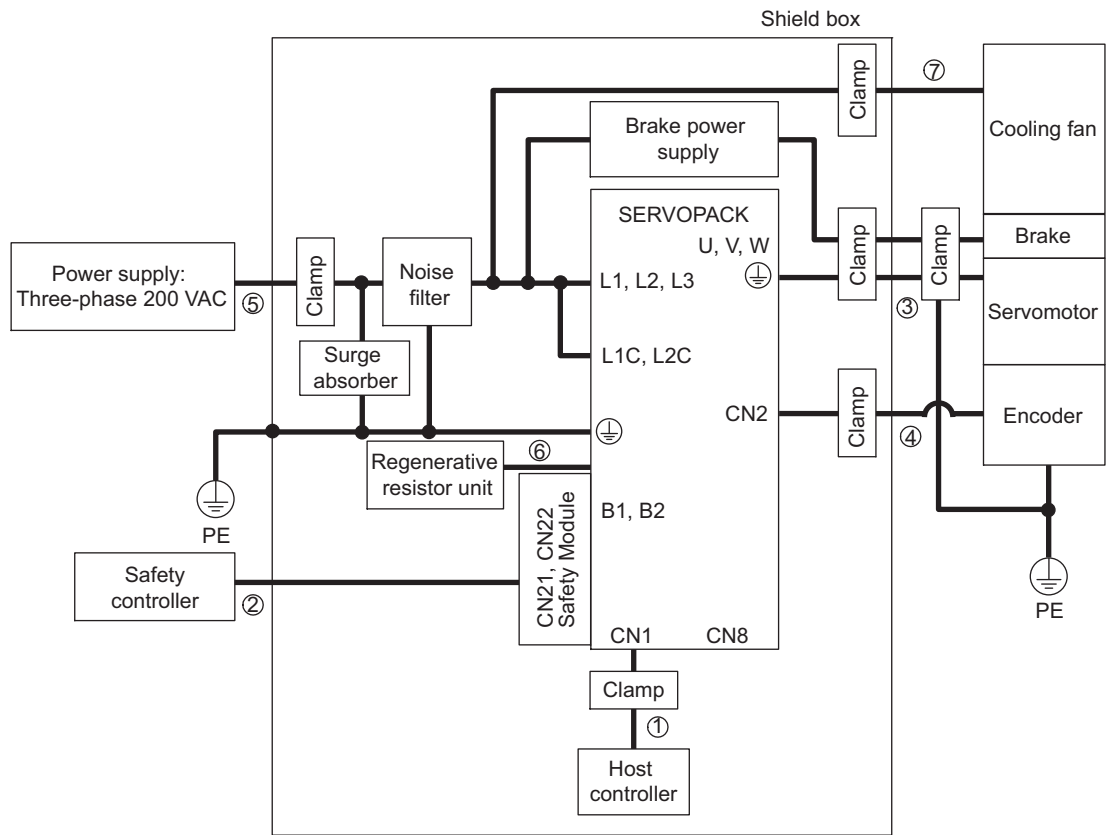 Shield box
Clamp
⑦
Cooling fan
Brake power
supply
SERVOPACK
U, V, W
Clamp
Clamp
Brake
Power supply:
Three-phase 200 VAC
⑤
Clamp
Noise
filter
L1, L2, L3
③
Servomotor
Surge
absorber
L1C, L2C
CN2
Clamp
④
Encoder
⑥
Regenerative
resistor unit
PE
B1, B2
CN21, CN22
Safety Module
Safety
controller
②
PE
CN1
CN8
Clamp
①
Host
controller